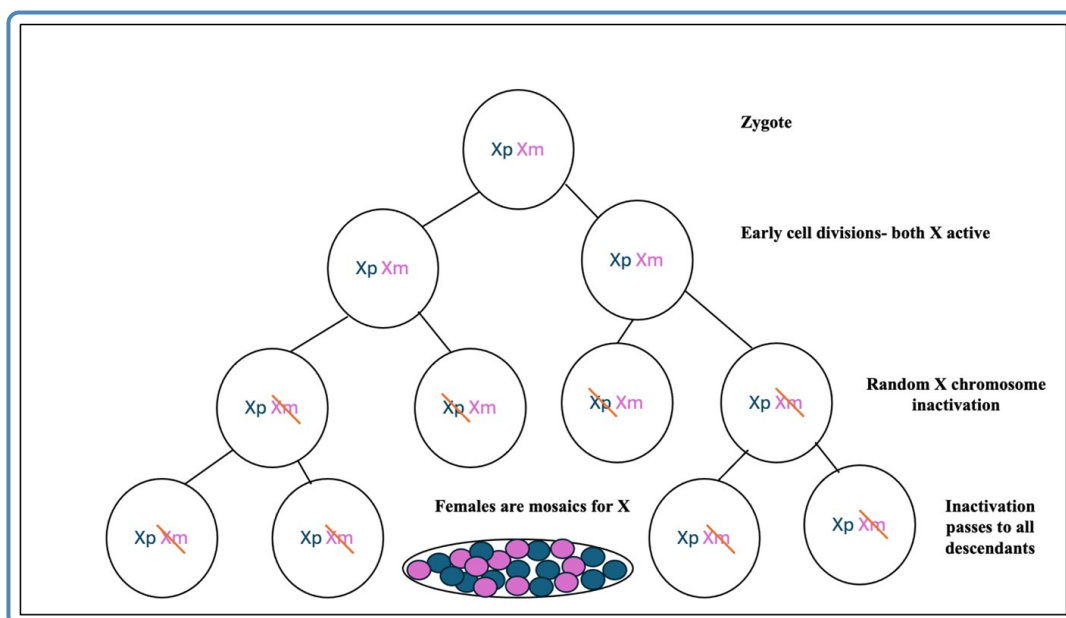 Xp Xm
Zygote
Xp Xm
Xp Xm
Early cell divisions- both X active
Xp Xm
Xp Xm
Xp Xm
Xp Xm
Random X chromosome
inactivation
Xp Xm
Xp Xm
Females are mosaics for X
Xp Xm
Xp Xm
Inactivation
passes to all
descendants